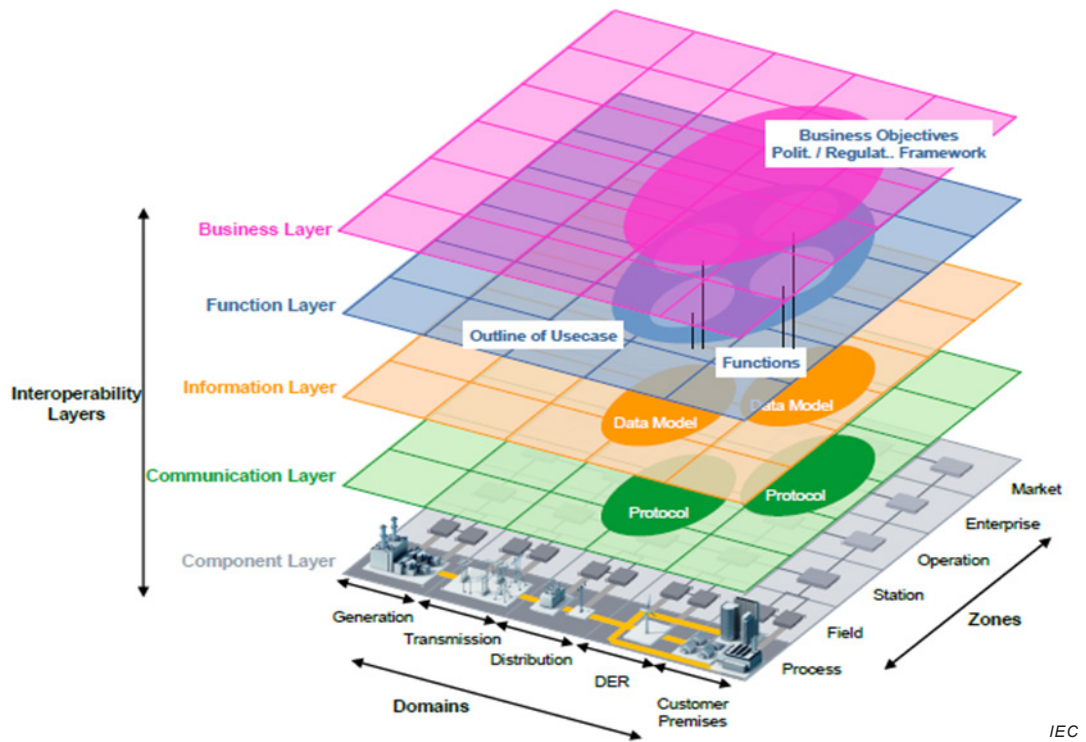 Business Objectives
Polit. / Regulat.. Framework
Business Layer
Function Layer
Outline of Usecase
Functions
Interoperability
Layers
Information Layer
Data Model
Data Model
Communication Layer
Protocol
Protocol
Component Layer
Market
Enterprise
Operation
Station
Field
Process
Zones
Generation
Transmission
Distribution
DER
Customer
Premises
Domains
IEC